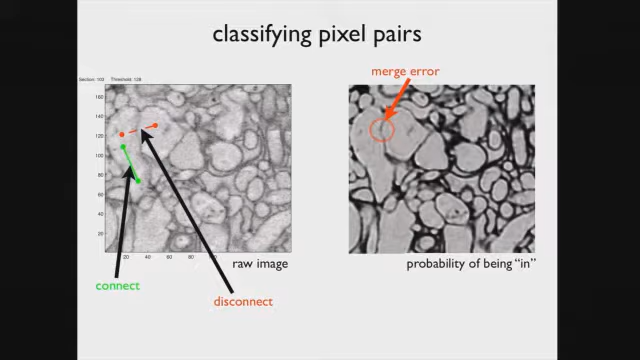 classifying pixel pairs
merge error
Section: 103 Threshold: 128
160
140
120
100
80
60
40
20
20 40 60 80
raw image
probability of being "in"
connect
disconnect